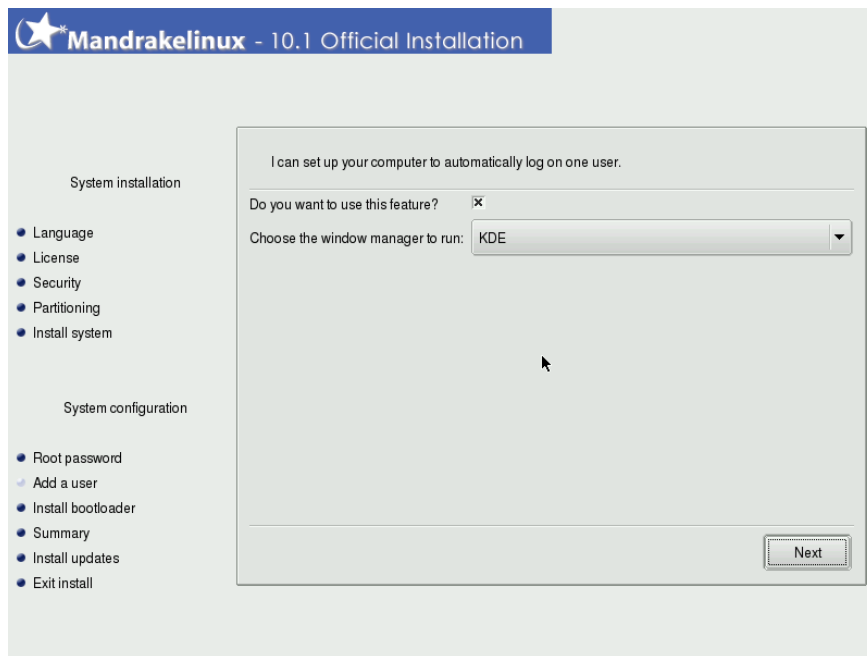 Mandrakelinux - 10.1 Official Installation
System installation
Language
License
Security
Partitioning
Install system
System configuration
Root password
Add a user
Install bootloader
Summary
Install updates
Exit install
I can set up your computer to automatically log on one user.
Do you want to use this feature?
Choose the window manager to run: KDE
Next